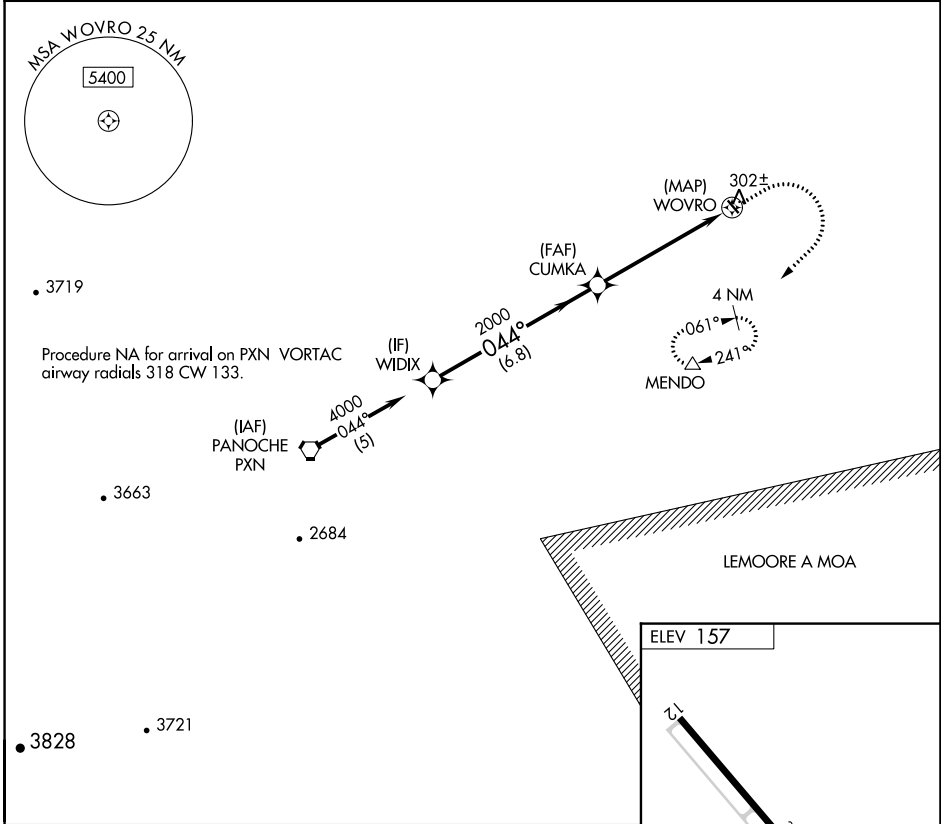 MSA WOVRO 25 NM
5400
(MAP)
WOVRO
302±
(FAF)
CUMKA
3719
4 NM
061°
241°
MENDO
2000
044°
(6.8)
Procedure NA for arrival on PXN VORTAC
airway radials 318 CW 133.
(IF)
WIDIX
4000
044°
(5)
(IAF)
PANOCHE
PXN
3663
2684
LEMOORE A MOA
ELEV 157
12
3721
3828